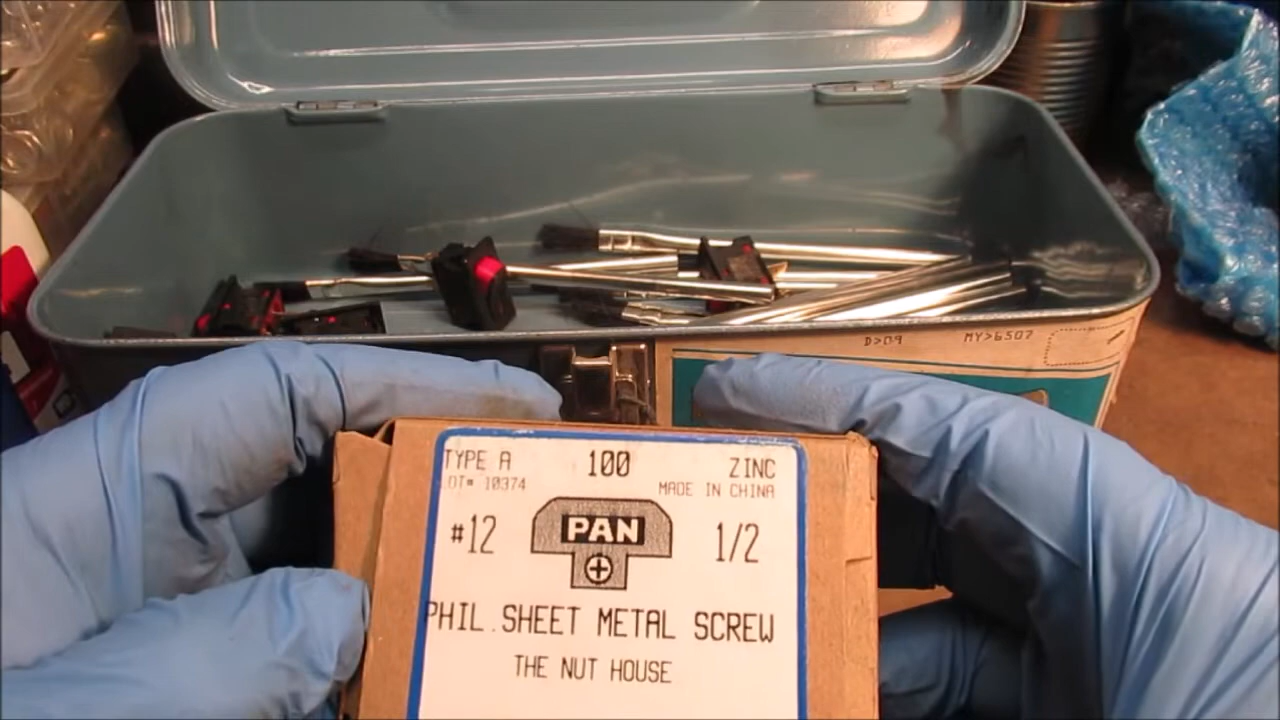 D>09 MY>6507
TYPE A 100 ZINC
LOT# 10374 MADE IN CHINA
#12 PAN 1/2
PHIL.SHEET METAL SCREW
THE NUT HOUSE